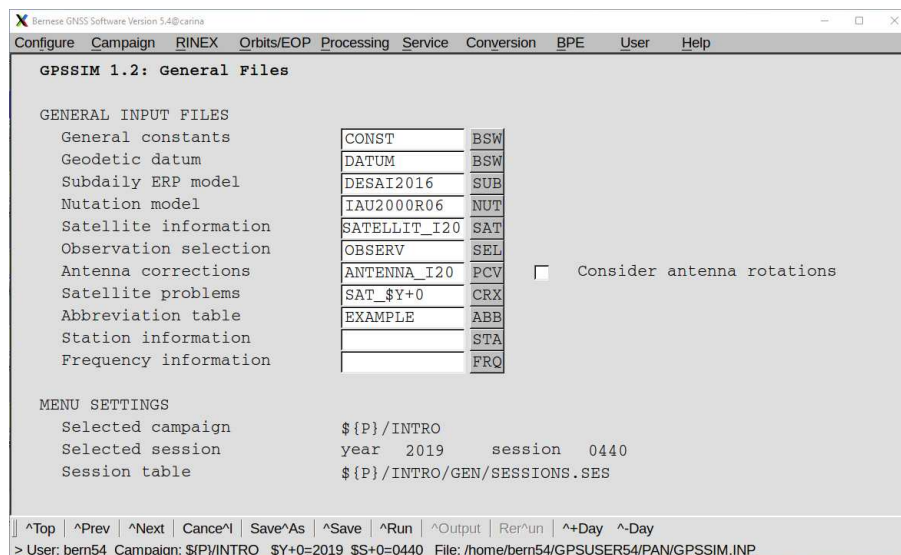 Bernese GNSS Software Version 5.4@carina
Configure Campaign RINEX Orbits/EOP Processing Service Conversion BPE User Help
GPSSIM 1.2: General Files
GENERAL INPUT FILES
General constants CONST BSW
Geodetic datum DATUM BSW
Subdaily ERP model DESAI2016 SUB
Nutation model IAU2000R06 NUT
Satellite information SATELLIT_I20 SAT
Observation selection OBSERV SEL
Antenna corrections ANTENNA_I20 PCV Consider antenna rotations
Satellite problems SAT_$Y+0 CRX
Abbreviation table EXAMPLE ABB
Station information STA
Frequency information FRQ
MENU SETTINGS
Selected campaign ${P}/INTRO
Selected session year 2019 session 0440
Session table ${P}/INTRO/GEN/SESSIONS.SES
^Top | ^Prev | ^Next | Cance^l | Save^As | ^Save | ^Run | ^Output | Rer^un | ^+Day ^-Day
> User: bern54 Campaign: ${P}/INTRO $Y+0=2019 $S+0=0440 File: /home/bern54/GPSUSER54/PAN/GPSSIM.INP